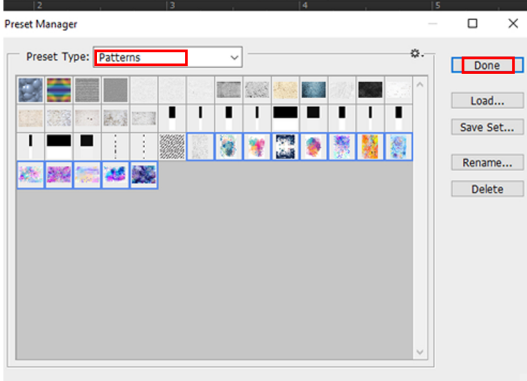 2 3 4 5
Preset Manager
Preset Type: Patterns
Done
Load...
Save Set...
Rename...
Delete